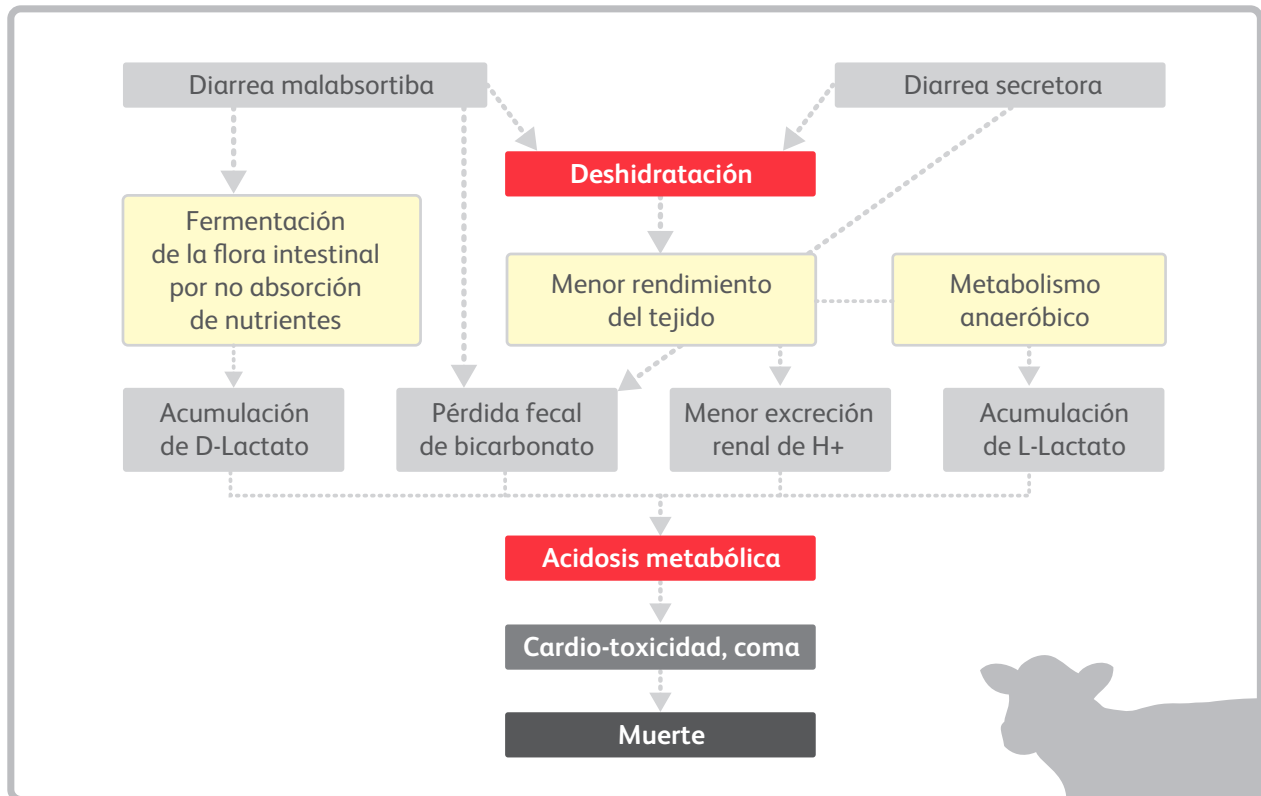 Diarrea malabsortiba
Diarrea secretora
Deshidratación
Fermentación
de la flora intestinal
por no absorción
de nutrientes
Menor rendimiento
del tejido
Metabolismo
anaeróbico
Acumulación
de D-Lactato
Pérdida fecal
de bicarbonato
Menor excreción
renal de H+
Acumulación
de L-Lactato
Acidosis metabólica
Cardio-toxicidad, coma
Muerte